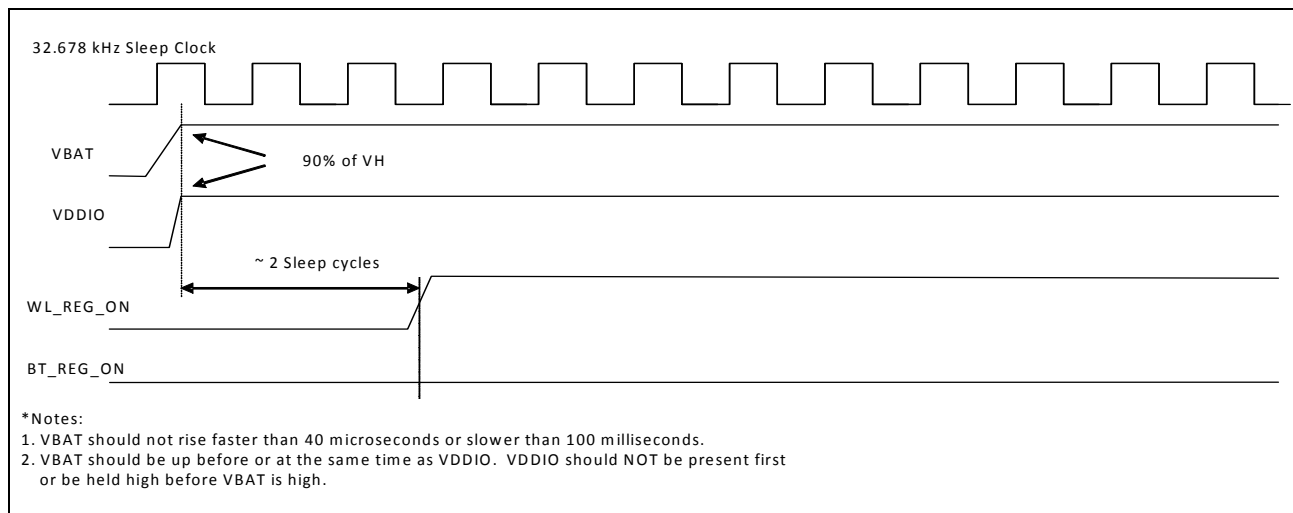 32.678 kHz Sleep Clock
VBAT
90% of VH
VDDIO
~ 2 Sleep cycles
WL_REG_ON
BT_REG_ON
*Notes:
1. VBAT should not rise faster than 40 microseconds or slower than 100 milliseconds.
2. VBAT should be up before or at the same time as VDDIO. VDDIO should NOT be present first
or be held high before VBAT is high.